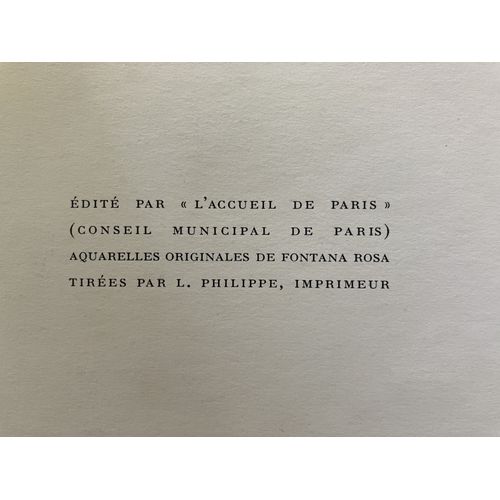 ÉDITÉ PAR « L'ACCUEIL DE PARIS »
(CONSEIL MUNICIPAL DE PARIS)
AQUARELLES ORIGINALES DE FONTANA ROSA
TIRÉES PAR L. PHILIPPE, IMPRIMEUR